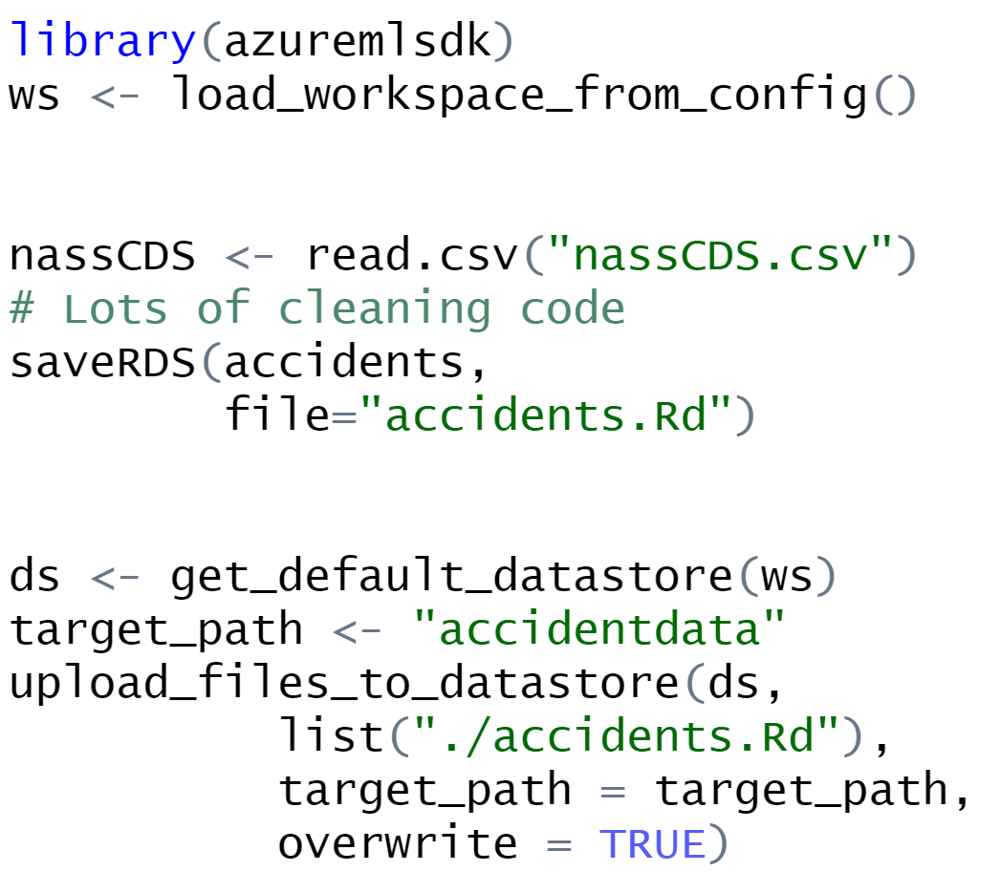 library(azuremlsdk)
ws <- load_workspace_from_config()
nassCDS <- read.csv("nassCDS.csv")
# Lots of cleaning code
saveRDS(accidents,
        file="accidents.Rd")
ds <- get_default_datastore(ws)
target_path <- "accidentdata"
upload_files_to_datastore(ds,
          list("./accidents.Rd"),
          target_path = target_path,
          overwrite = TRUE)